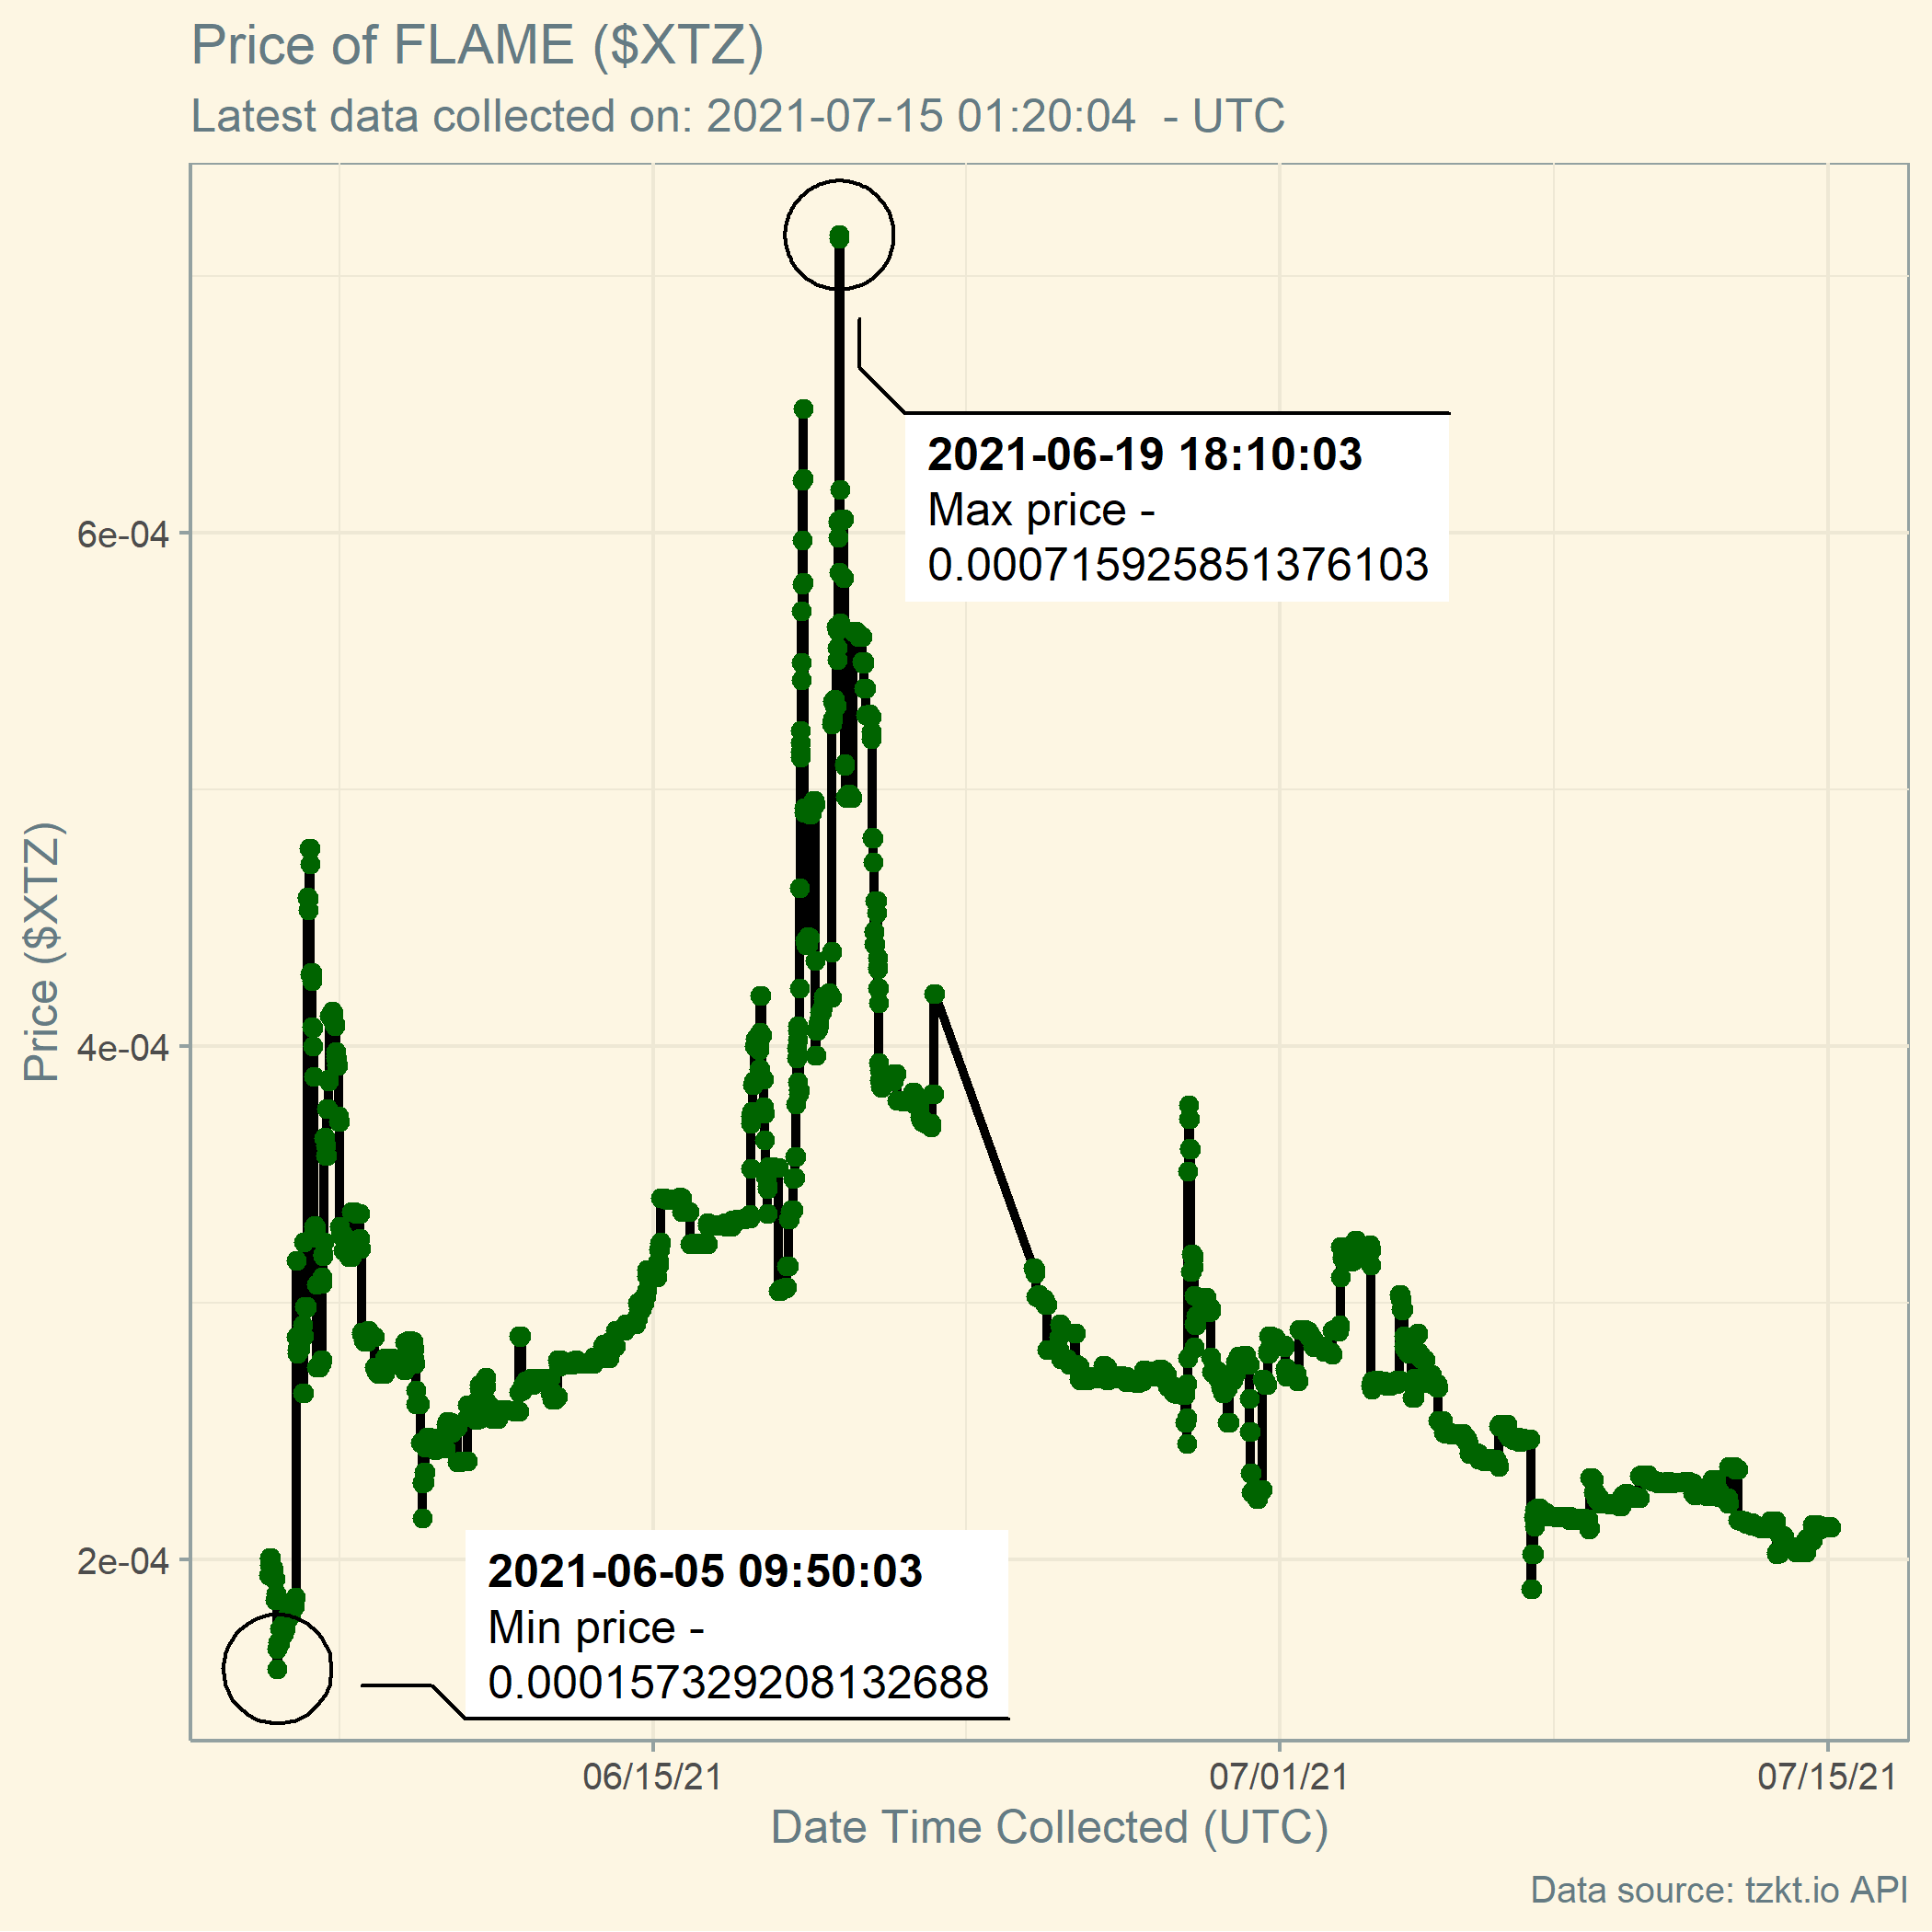 Price of FLAME ($XTZ)
Latest data collected on: 2021-07-15 01:20:04  - UTC
2021-06-19 18:10:03
Max price -
0.000715925851376103
6e-04
4e-04
2e-04
Price ($XTZ)
2021-06-05 09:50:03
Min price -
0.000157329208132688
06/15/21
07/01/21
07/15/21
Date Time Collected (UTC)
Data source: tzkt.io API